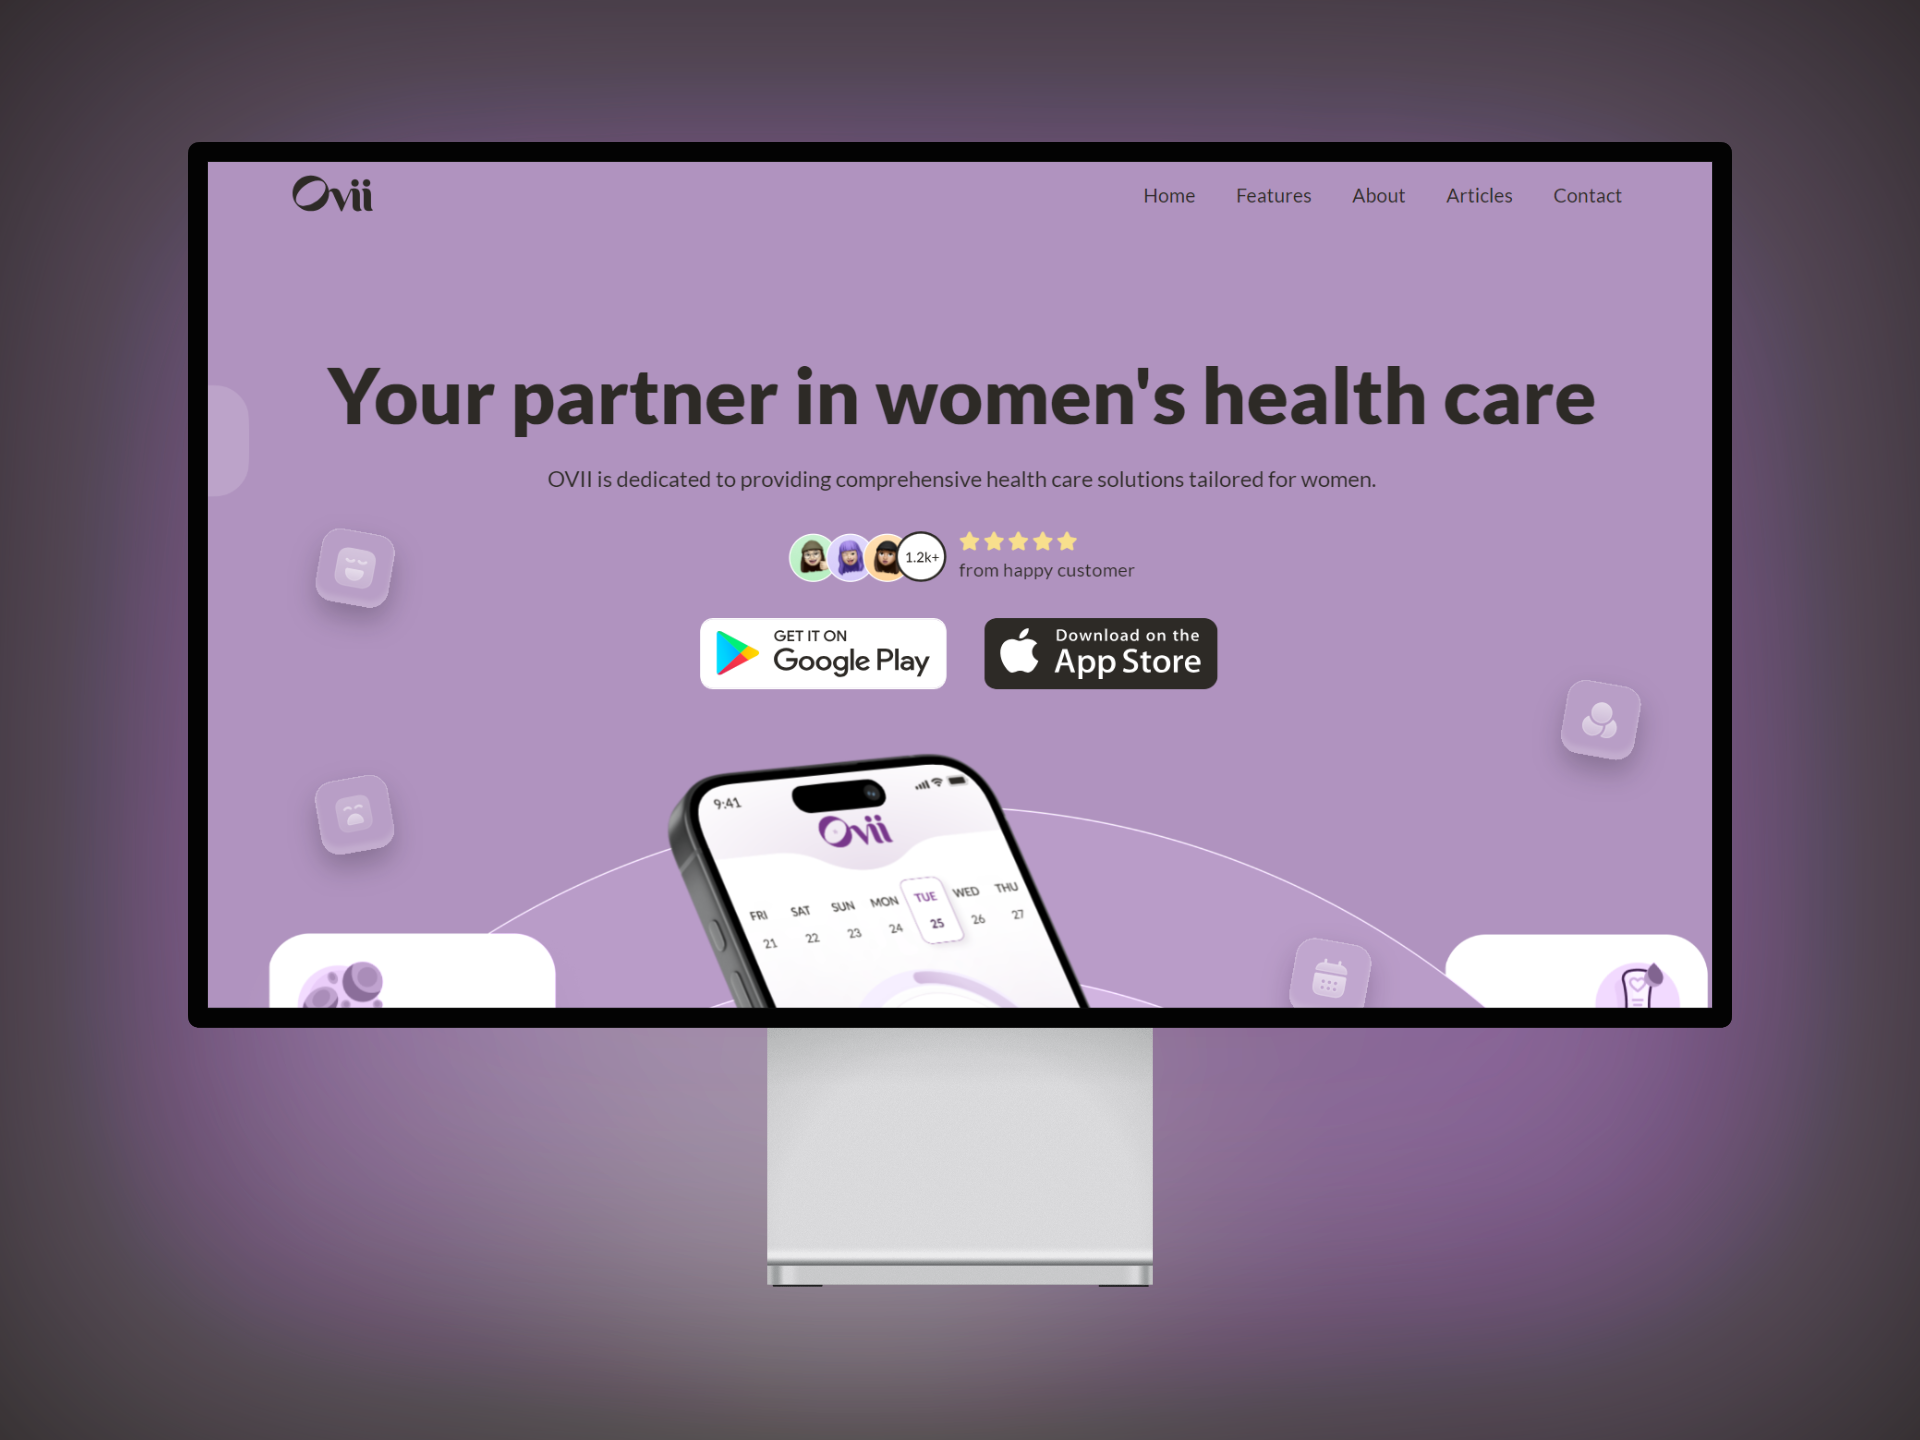 Ovii
Home Features About Articles Contact
Your partner in women's health care
OVII is dedicated to providing comprehensive health care solutions tailored for women.
1.2k+
from happy customer
GET IT ON
Google Play
Download on the
App Store
9:41
Ovii
FRI SAT SUN MON TUE WED THU
21 22 23 24 25 26 27